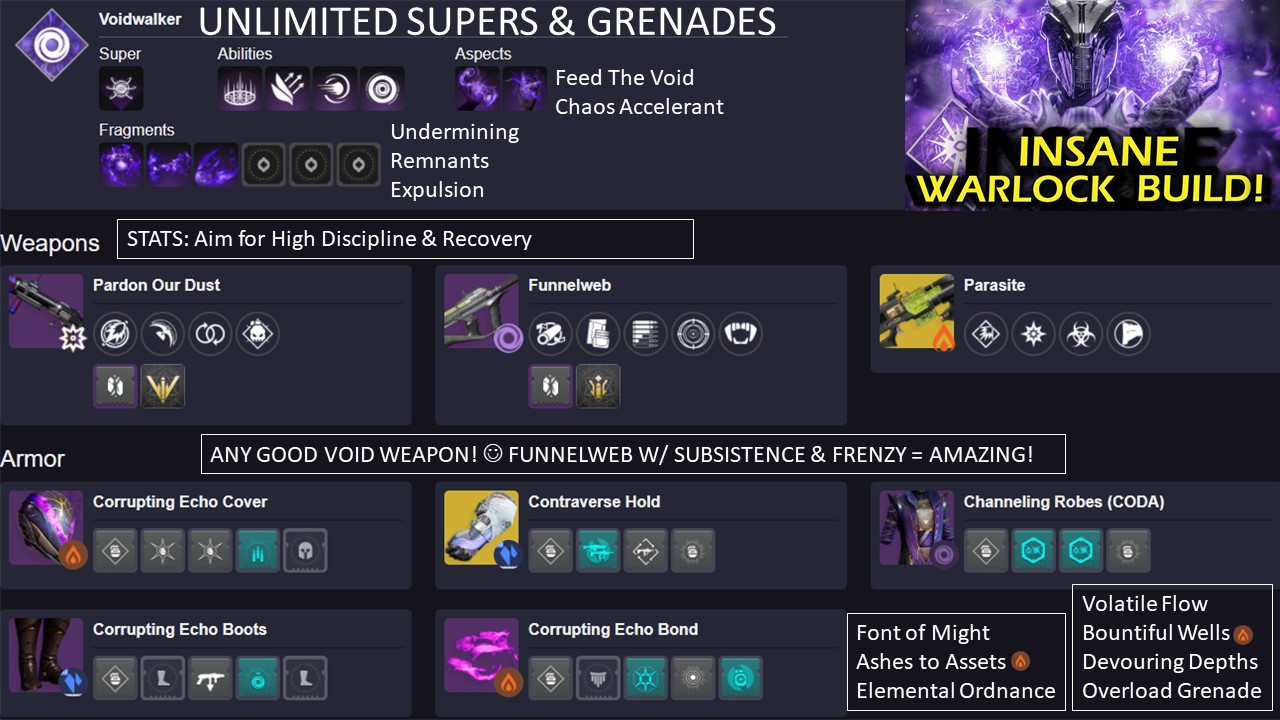 Voidwalker
UNLIMITED SUPERS & GRENADES
Super
Abilities
Aspects
Feed The Void
Chaos Accelerant
Fragments
Undermining
Remnants
Expulsion
INSANE
WARLOCK BUILD!
Weapons
STATS: Aim for High Discipline & Recovery
Pardon Our Dust
Funnelweb
Parasite
Armor
ANY GOOD VOID WEAPON! ☺ FUNNELWEB W/ SUBSISTENCE & FRENZY = AMAZING!
Corrupting Echo Cover
Contraverse Hold
Channeling Robes (CODA)
Corrupting Echo Boots
Corrupting Echo Bond
Font of Might
Ashes to Assets
Elemental Ordnance
Volatile Flow
Bountiful Wells
Devouring Depths
Overload Grenade